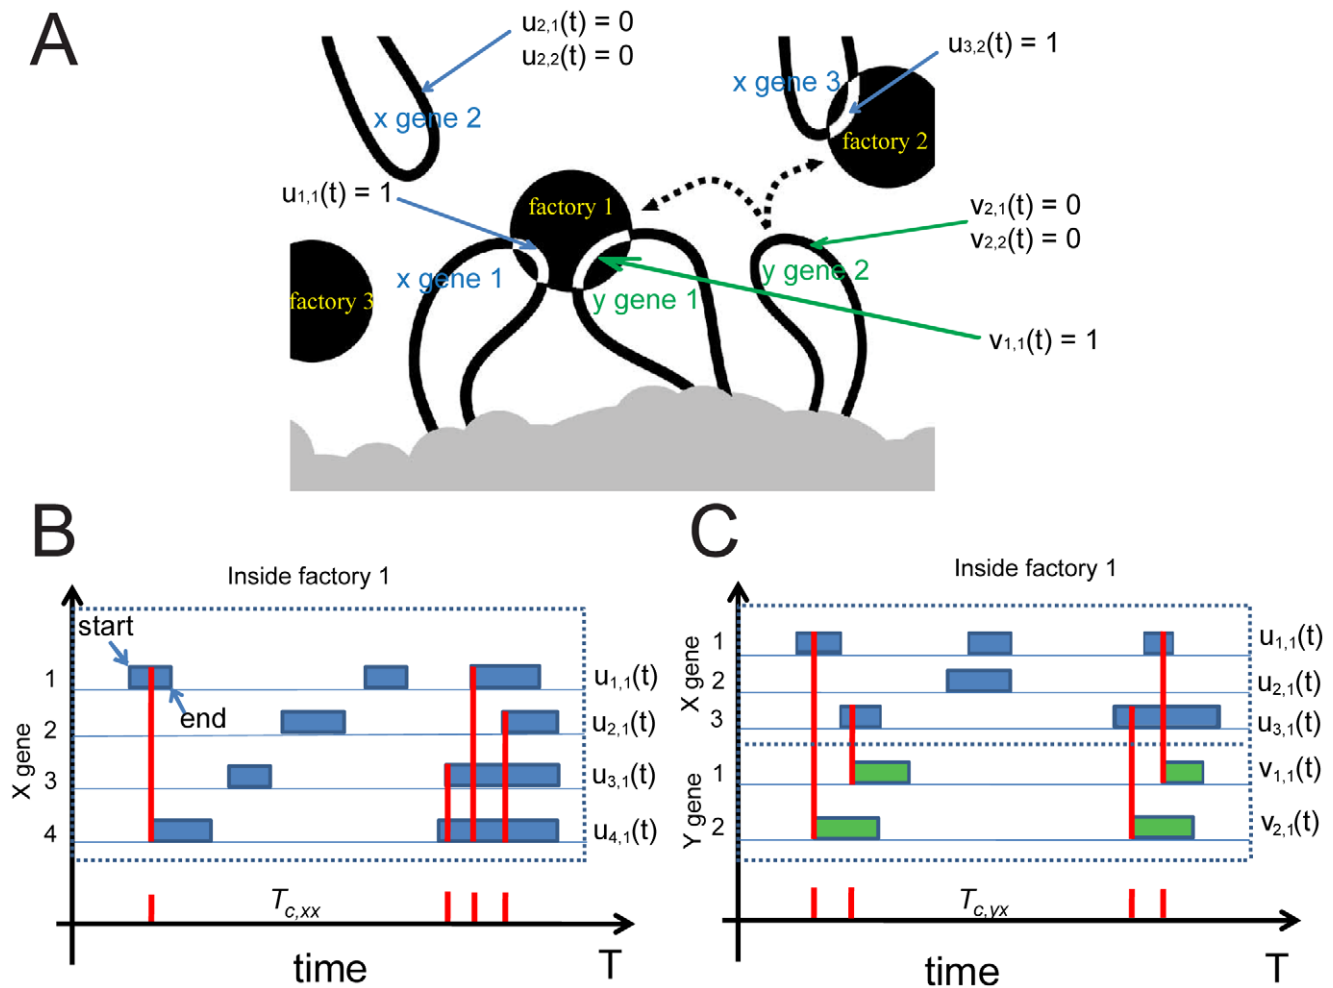 A
u2,1(t) = 0
u2,2(t) = 0
u3,2(t) = 1
x gene 3
x gene 2
factory 2
u1,1(t) = 1
factory 1
v2,1(t) = 0
v2,2(t) = 0
x gene 1
y gene 2
factory 3
y gene 1
v1,1(t) = 1
B
Inside factory 1
start
end
X gene
1
2
3
4
u1,1(t)
u2,1(t)
u3,1(t)
u4,1(t)
Tc,xx
time
T
C
Inside factory 1
X gene
1
2
3
Y gene
1
2
u1,1(t)
u2,1(t)
u3,1(t)
v1,1(t)
v2,1(t)
Tc,yx
time
T